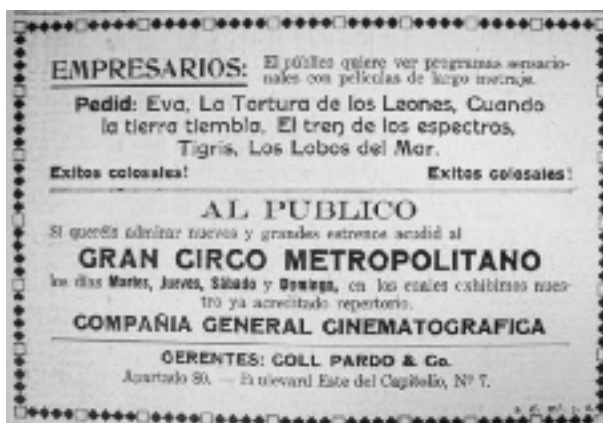 EMPRESARIOS: El público quiere ver programas sensacio-
nales con películas de largo metraje.
Pedid: Eva, La Tortura de los Leones, Cuando
la tierra tiembla, El tren de los espectros,
Tigris, Los Lobos del Mar.
Exitos colosales! Exitos colosales!
AL PUBLICO
Si queréis admirar nuevos y grandes estrenos acudid al
GRAN CIRCO METROPOLITANO
los días Martes, Jueves, Sábado y Domingo, en los cuales exhibimos nues-
tro ya acreditado repertorio.
COMPAÑIA GENERAL CINEMATOGRAFICA
GERENTES: COLL PARDO & Co.
Apartado 80. — Boulevard Este del Capitolio, Nº 7.